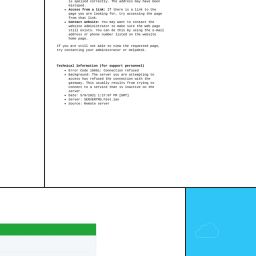 is spelled correctly. The address may have been
mistyped
• Access from a link: If there is a link to the
page you are looking for, try accessing the page
from that link.
• Contact website: You may want to contact the
website administrator to make sure the web page
still exists. You can do this by using the e-mail
address or phone number listed on the website
home page.
If you are still not able to view the requested page,
try contacting your administrator or Helpdesk.
Technical Information (for support personnel)
• Error Code 10061: Connection refused
• Background: The server you are attempting to
access has refused the connection with the
gateway. This usually results from trying to
connect to a service that is inactive on the
server.
• Date: 5/6/2021 1:37:07 PM [GMT]
• Server:
• Source: Remote server